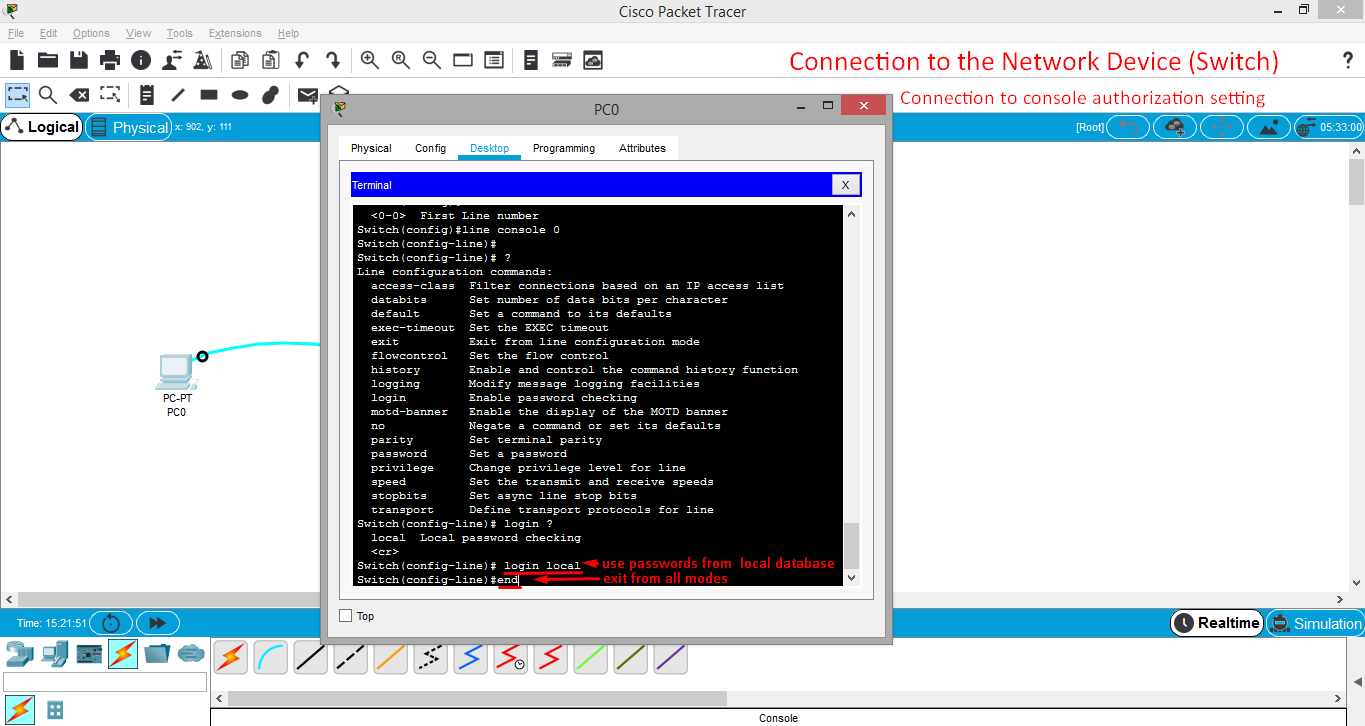 Cisco Packet Tracer
File Edit Options View Tools Extensions Help
Connection to the Network Device (Switch)
?
Connection to console authorization setting
Logical
Physical
x: 902, y: 111
[Root]
05:33:00
PC0
Physical Config Desktop Programming Attributes
Terminal
X
<0-0> First Line number
Switch(config)#line console 0
Switch(config-line)#
Switch(config-line)# ?
Line configuration commands:
access-class Filter connections based on an IP access list
databits Set number of data bits per character
default Set a command to its defaults
exec-timeout Set the EXEC timeout
exit Exit from line configuration mode
flowcontrol Set the flow control
history Enable and control the command history function
logging Modify message logging facilities
login Enable password checking
motd-banner Enable the display of the MOTD banner
no Negate a command or set its defaults
parity Set terminal parity
password Set a password
privilege Change privilege level for line
speed Set the transmit and receive speeds
stopbits Set async line stop bits
transport Define transport protocols for line
Switch(config-line)# login ?
local Local password checking
<cr>
Switch(config-line)# login local
use passwords from local database
Switch(config-line)#end
exit from all modes
Top
PC-PT
PC0
Time: 15:21:51
Realtime
Simulation
Console